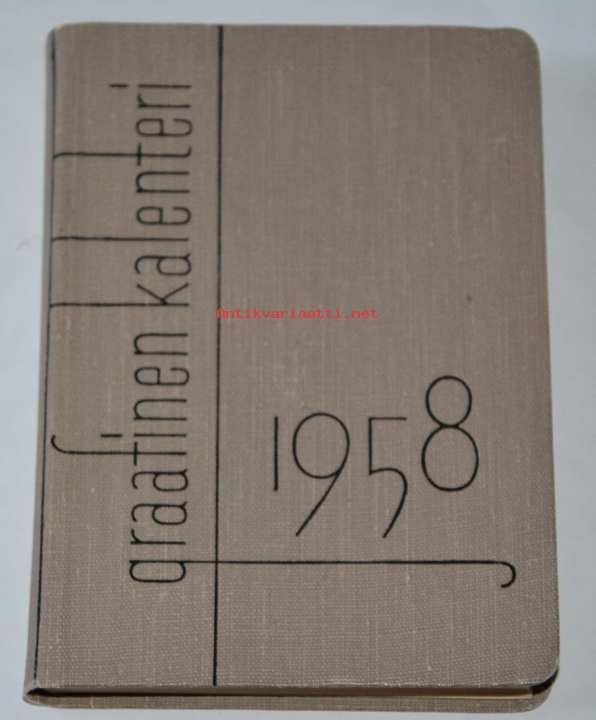 graafinen kalenteri
1958
Antikvariaatti.net